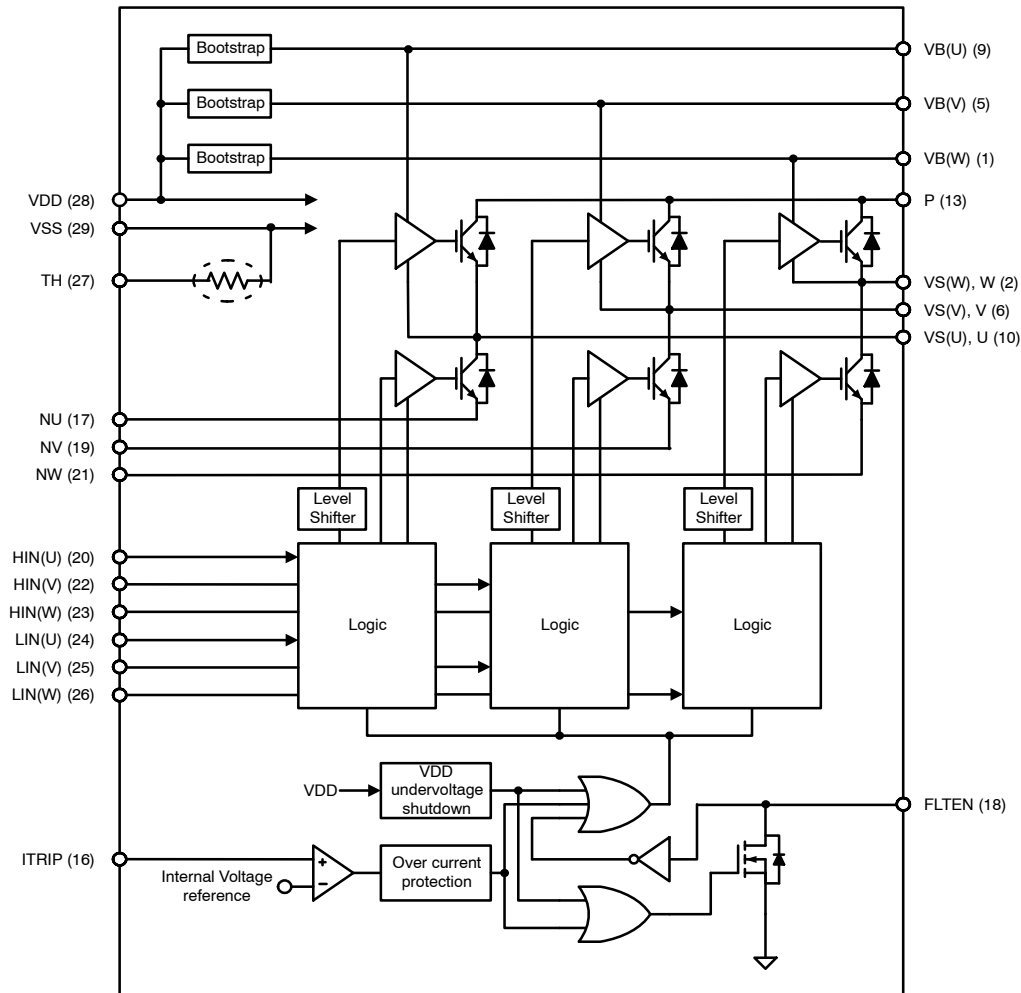 Bootstrap
VB(U) (9)
Bootstrap
VB(V) (5)
Bootstrap
VB(W) (1)
VDD (28)
P (13)
VSS (29)
TH (27)
VS(W), W (2)
VS(V), V (6)
VS(U), U (10)
NU (17)
NV (19)
NW (21)
Level
Shifter
Level
Shifter
Level
Shifter
HIN(U) (20)
HIN(V) (22)
HIN(W) (23)
LIN(U) (24)
LIN(V) (25)
LIN(W) (26)
Logic
Logic
Logic
VDD
VDD
undervoltage
shutdown
FLTEN (18)
ITRIP (16)
Internal Voltage
reference
+
−
Over current
protection